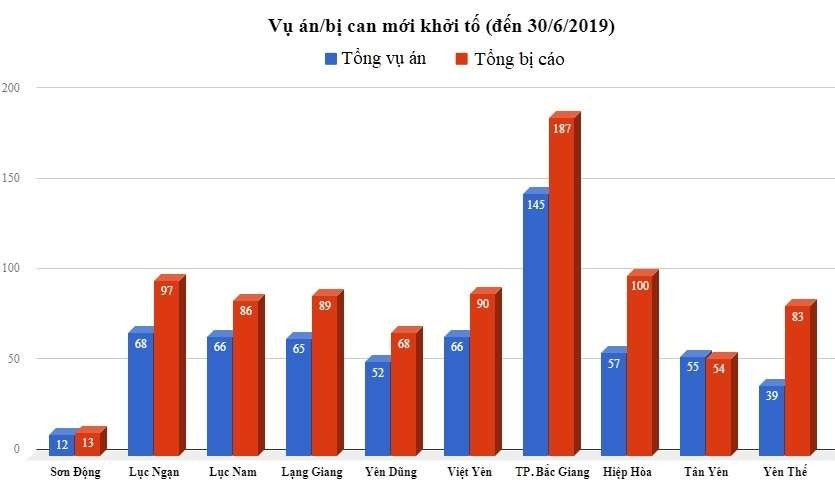 Vụ án/bị can mới khởi tố (đến 30/6/2019)
Tổng vụ án Tổng bị cáo
200
150
100
50
0
12 13 68 97 66 86 65 89 52 68 66 90 145 187 57 100 55 54 39 83
Sơn Động Lục Ngạn Lục Nam Lạng Giang Yên Dũng Việt Yên TP.Bắc Giang Hiệp Hòa Tân Yên Yên Thế